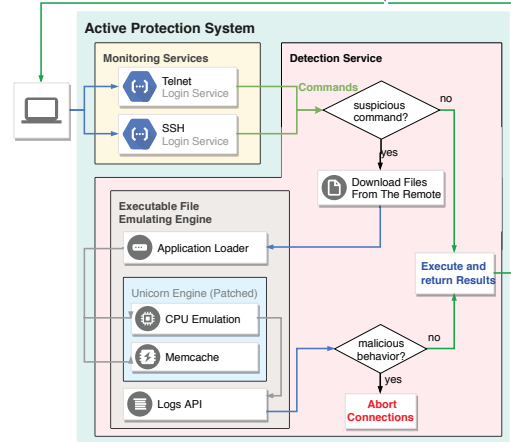 Active Protection System
Monitoring Services
Telnet
Login Service
SSH
Login Service
Detection Service
Commands
suspicious
command?
no
yes
Download Files
From The Remote
Executable File
Emulating Engine
Application Loader
Unicorn Engine (Patched)
CPU Emulation
Memcache
Logs API
Execute and
return Results
malicious
behavior?
no
yes
Abort
Connections